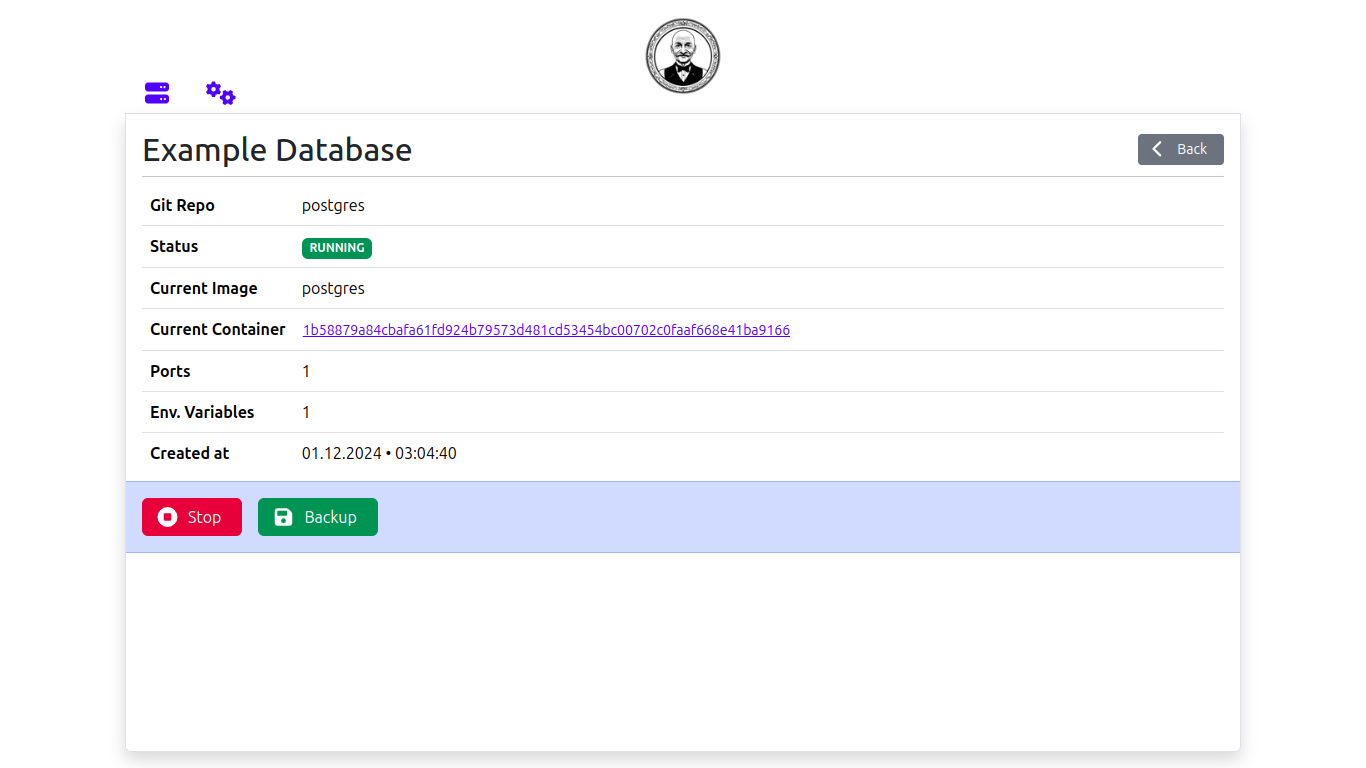 Example Database
Back
Git Repo postgres
Status RUNNING
Current Image postgres
Current Container 1b58879a84cbafa61fd924b79573d481cd53454bc00702c0faaf668e41ba9166
Ports 1
Env. Variables 1
Created at 01.12.2024 • 03:04:40
Stop Backup